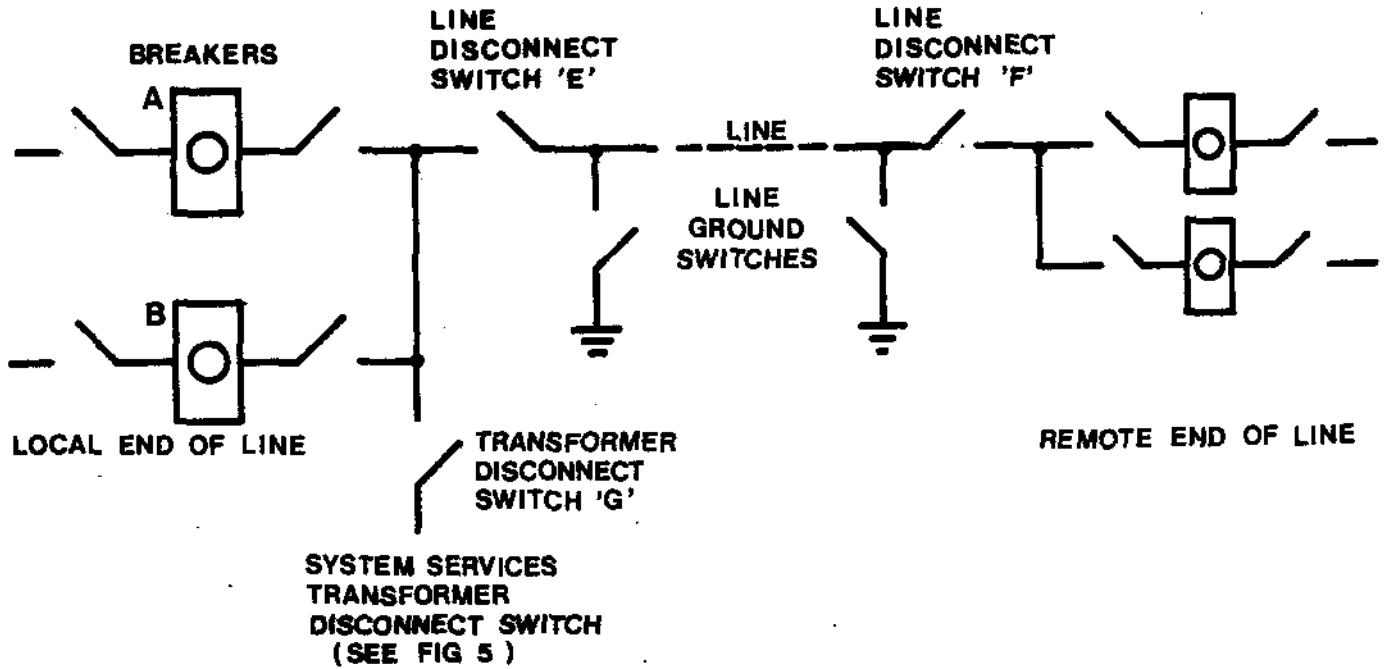 BREAKERS
A
LINE
DISCONNECT
SWITCH 'E'
LINE
DISCONNECT
SWITCH 'F'
LINE
LINE
GROUND
SWITCHES
B
LOCAL END OF LINE
TRANSFORMER
DISCONNECT
SWITCH 'G'
REMOTE END OF LINE
SYSTEM SERVICES
TRANSFORMER
DISCONNECT SWITCH
(SEE FIG 5)